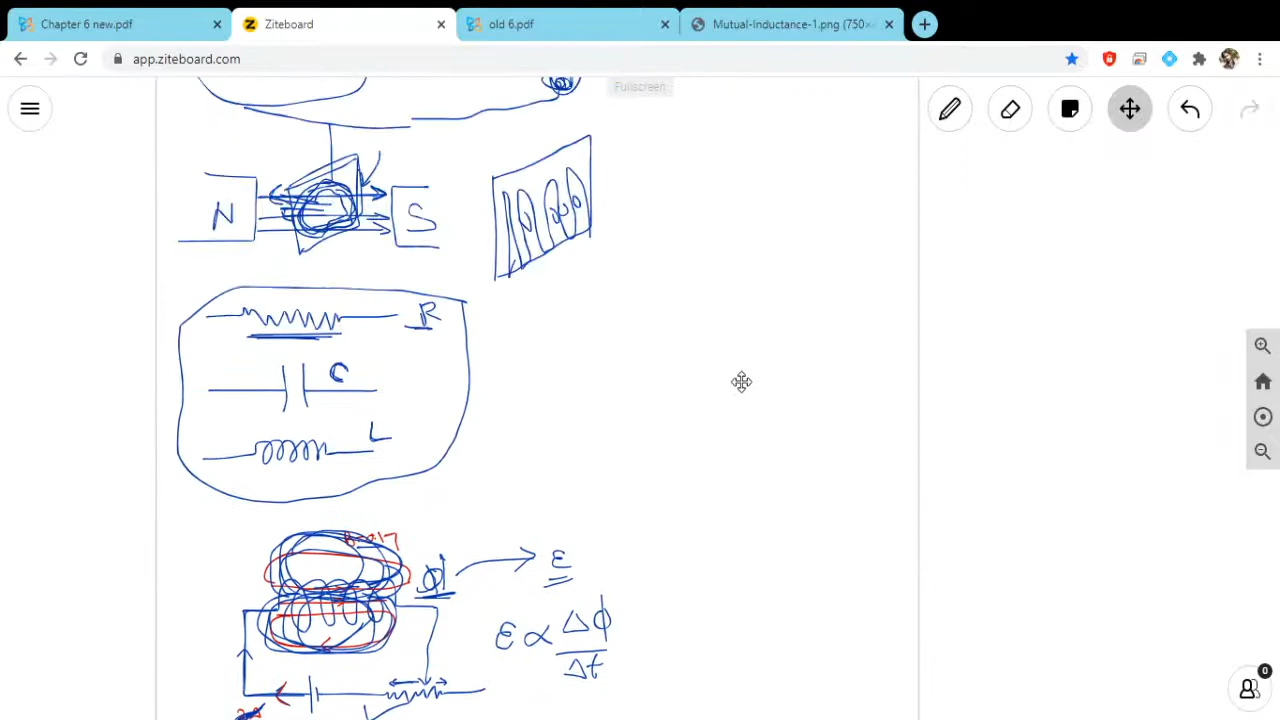 Chapter 6 new.pdf
Ziteboard
old 6.pdf
Mutual-Inductance-1.png (750×
app.ziteboard.com
Fullscreen
N
S
R
C
L
ϕ → ε
ε ∝ Δϕ
Δt
0